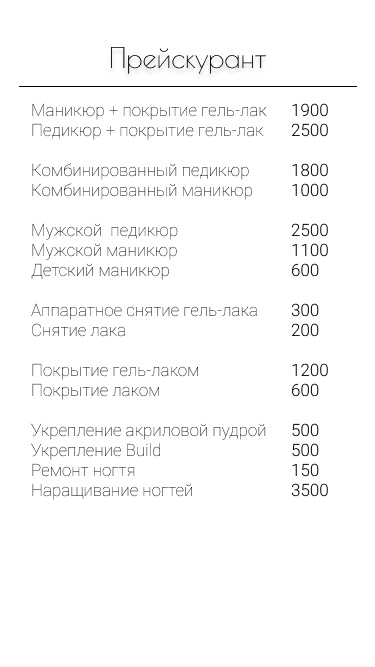 Прейскурант
Маникюр + покрытие гель-лак 1900
Педикюр + покрытие гель-лак 2500
Комбинированный педикюр 1800
Комбинированный маникюр 1000
Мужской педикюр 2500
Мужской маникюр 1100
Детский маникюр 600
Аппаратное снятие гель-лака 300
Снятие лака 200
Покрытие гель-лаком 1200
Покрытие лаком 600
Укрепление акриловой пудрой 500
Укрепление Build 500
Ремонт ногтя 150
Наращивание ногтей 3500